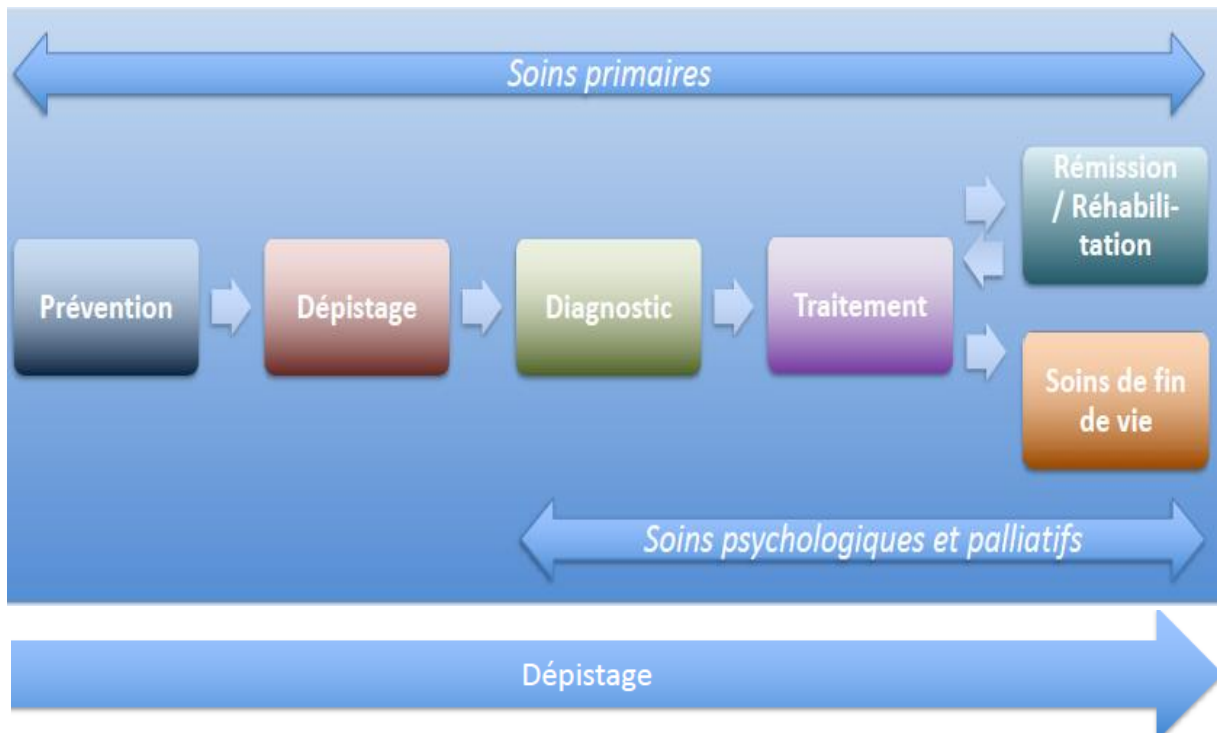 Soins primaires
Prévention
Dépistage
Diagnostic
Traitement
Rémission
/ Réhabili-
tation
Soins de fin
de vie
Soins psychologiques et palliatifs
Dépistage